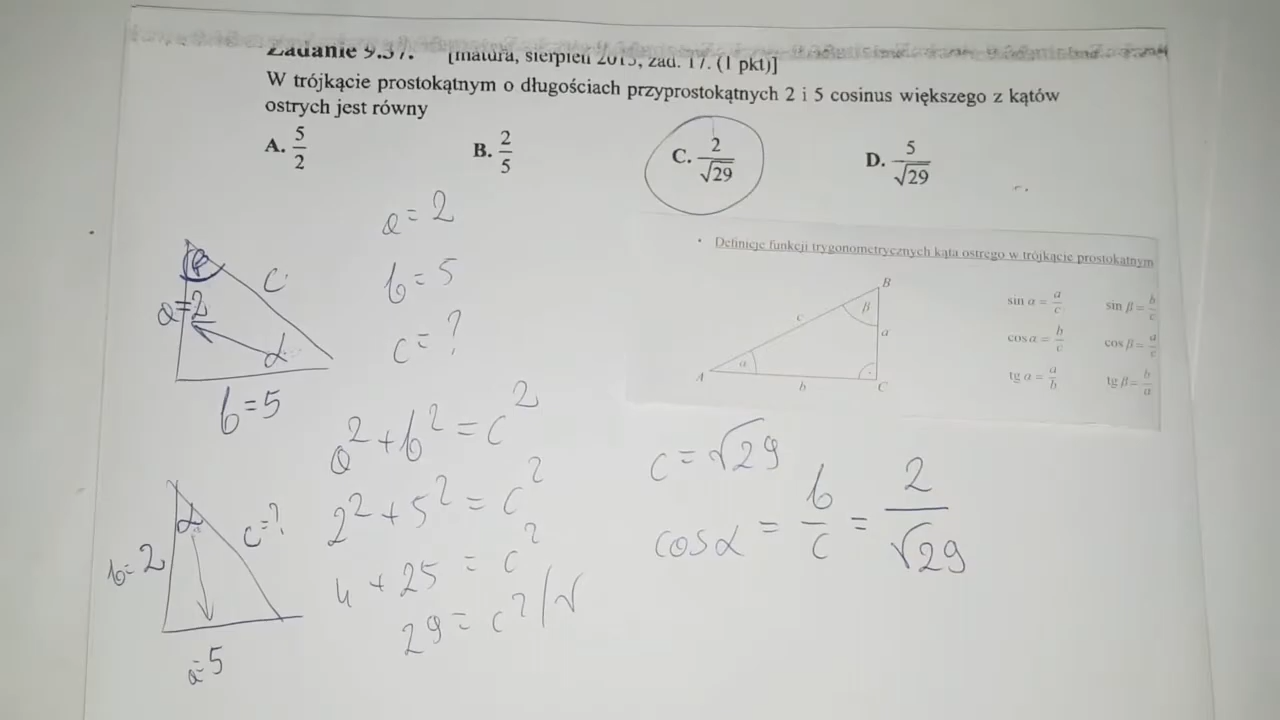 Zadanie 9.37. [matura, sierpień 2015, zad. 17. (1 pkt)]
W trójkącie prostokątnym o długościach przyprostokątnych 2 i 5 cosinus większego z kątów
ostrych jest równy
A. 5/2 B. 2/5 C. 2/√29 D. 5/√29
a = 2
b = 5
c = ?
c
a = 2
α
b = 5
• Definicje funkcji trygonometrycznych kąta ostrego w trójkącie prostokątnym
B
β
c
a
α
A
b
C
sin α = a/c sin β = b/c
cos α = b/c cos β = a/c
tg α = a/b tg β = b/a
a² + b² = c²
2² + 5² = c²
4 + 25 = c²
29 = c² /√
α
c = ?
b = 2
a = 5
c = √29
cos α = b/c = 2/√29